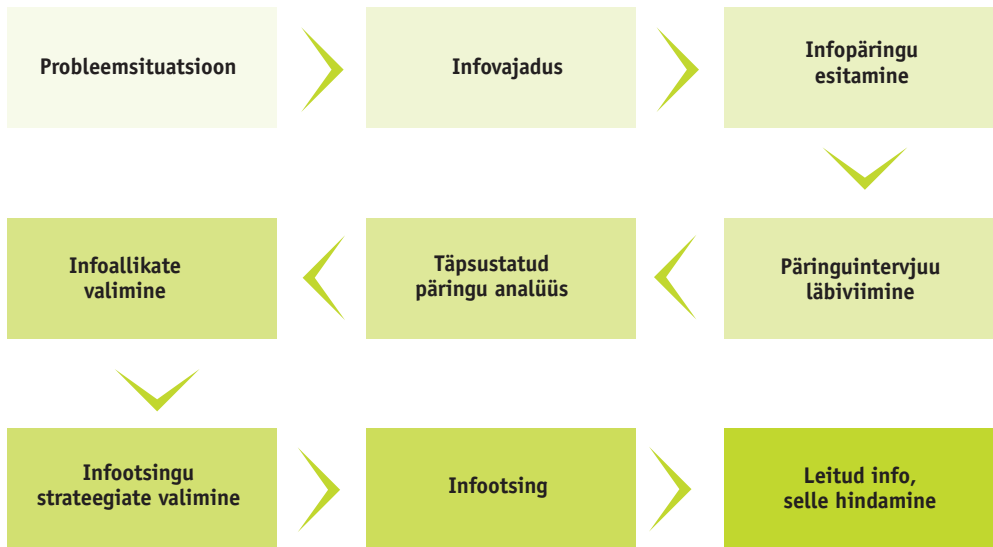 Probleemsituatsioon
Infovajadus
Infopäringu
esitamine
Päringuintervjuu
läbiviimine
Täpsustatud
päringu analüüs
Infoallikate
valimine
Infootsingu
strateegiate valimine
Infootsing
Leitud info,
selle hindamine